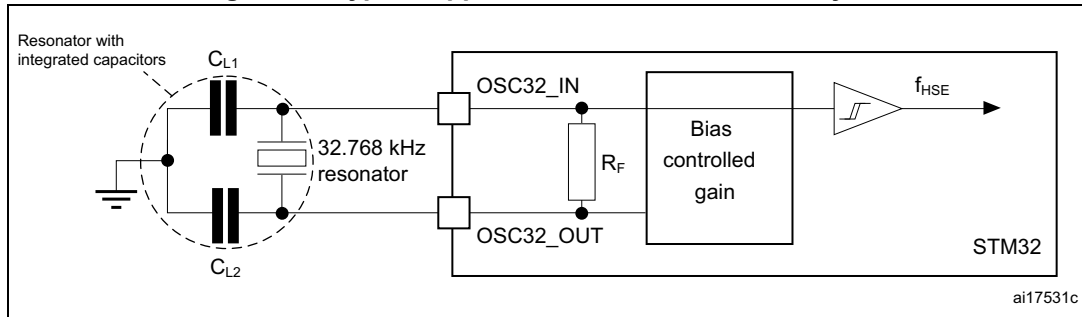 Resonator with
integrated capacitors
CL1
OSC32_IN
fHSE
32.768 kHz
resonator
RF
Bias
controlled
gain
OSC32_OUT
CL2
STM32
ai17531c